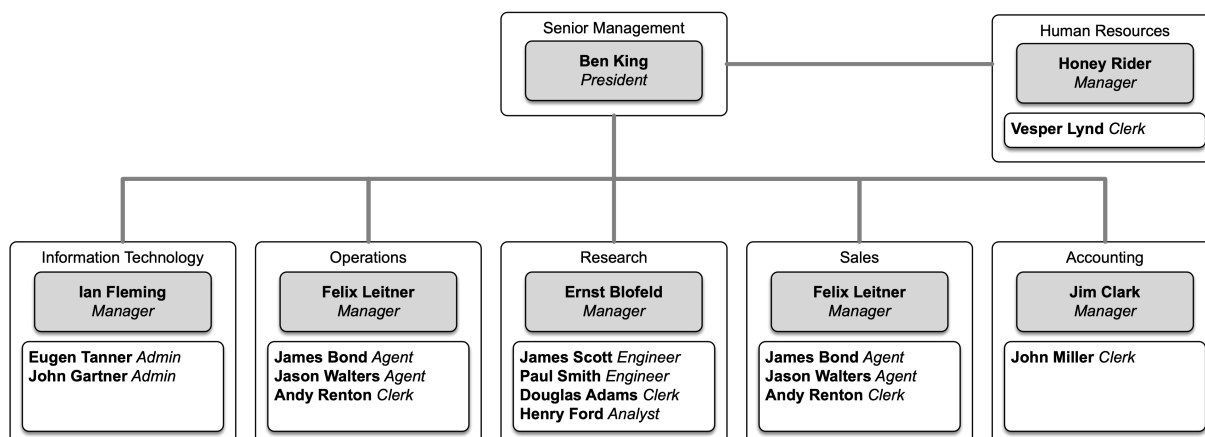 Senior Management
Ben King
President
Human Resources
Honey Rider
Manager
Vesper Lynd Clerk
Information Technology
Ian Fleming
Manager
Eugen Tanner Admin
John Gartner Admin
Operations
Felix Leitner
Manager
James Bond Agent
Jason Walters Agent
Andy Renton Clerk
Research
Ernst Blofeld
Manager
James Scott Engineer
Paul Smith Engineer
Douglas Adams Clerk
Henry Ford Analyst
Sales
Felix Leitner
Manager
James Bond Agent
Jason Walters Agent
Andy Renton Clerk
Accounting
Jim Clark
Manager
John Miller Clerk